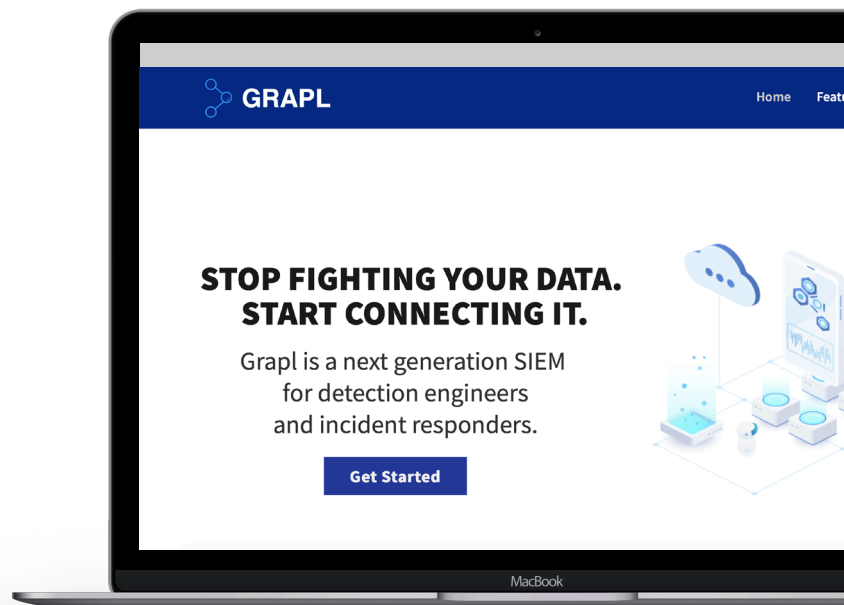 GRAPL
Home Featu
STOP FIGHTING YOUR DATA.
START CONNECTING IT.
Grapl is a next generation SIEM
for detection engineers
and incident responders.
Get Started
MacBook